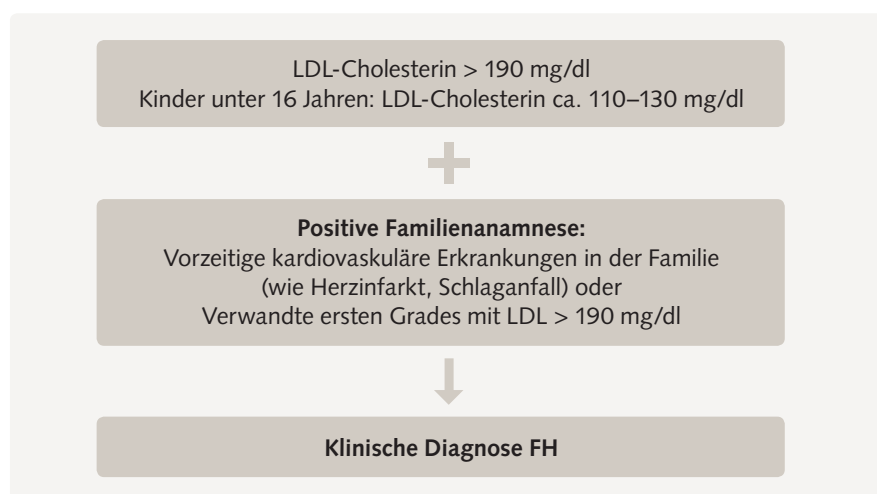 LDL-Cholesterin > 190 mg/dl
Kinder unter 16 Jahren: LDL-Cholesterin ca. 110–130 mg/dl
Positive Familienanamnese:
Vorzeitige kardiovaskuläre Erkrankungen in der Familie
(wie Herzinfarkt, Schlaganfall) oder
Verwandte ersten Grades mit LDL > 190 mg/dl
Klinische Diagnose FH